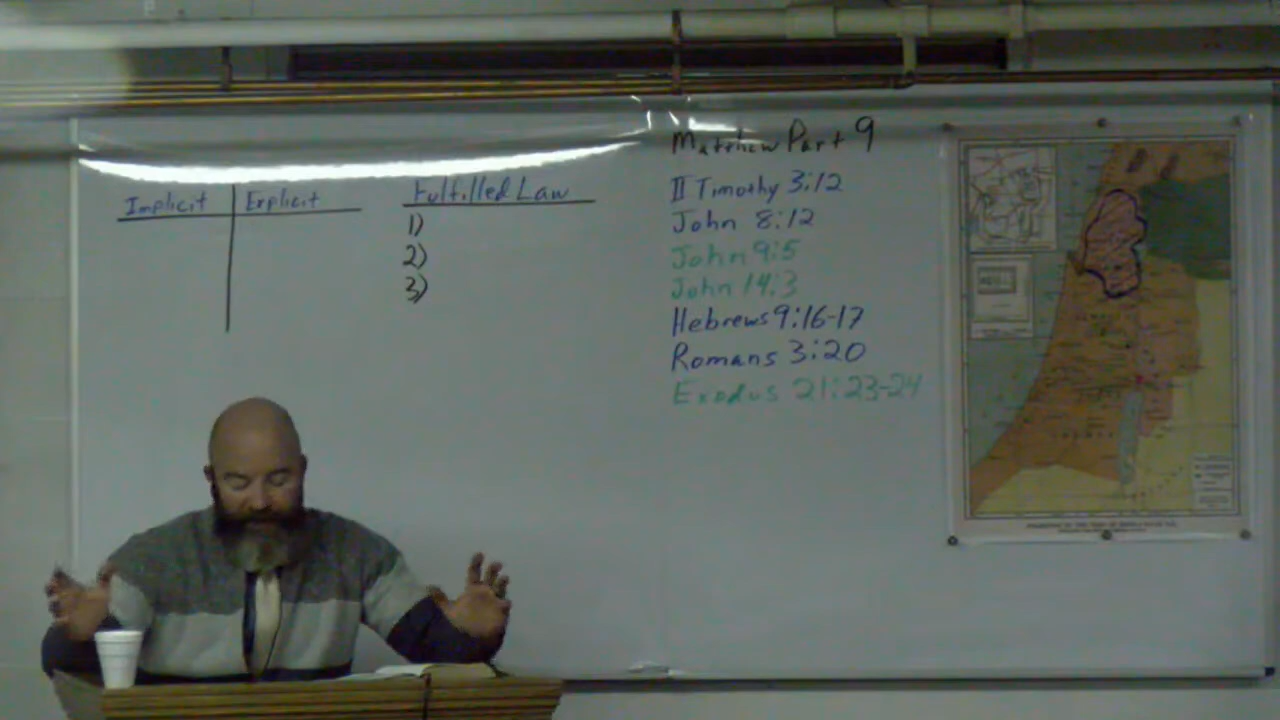 Implicit Explicit
Fulfilled Law
1)
2)
3)
Matthew Part 9
II Timothy 3:12
John 8:12
John 9:5
John 14:3
Hebrews 9:16-17
Romans 3:20
Exodus 21:23-24